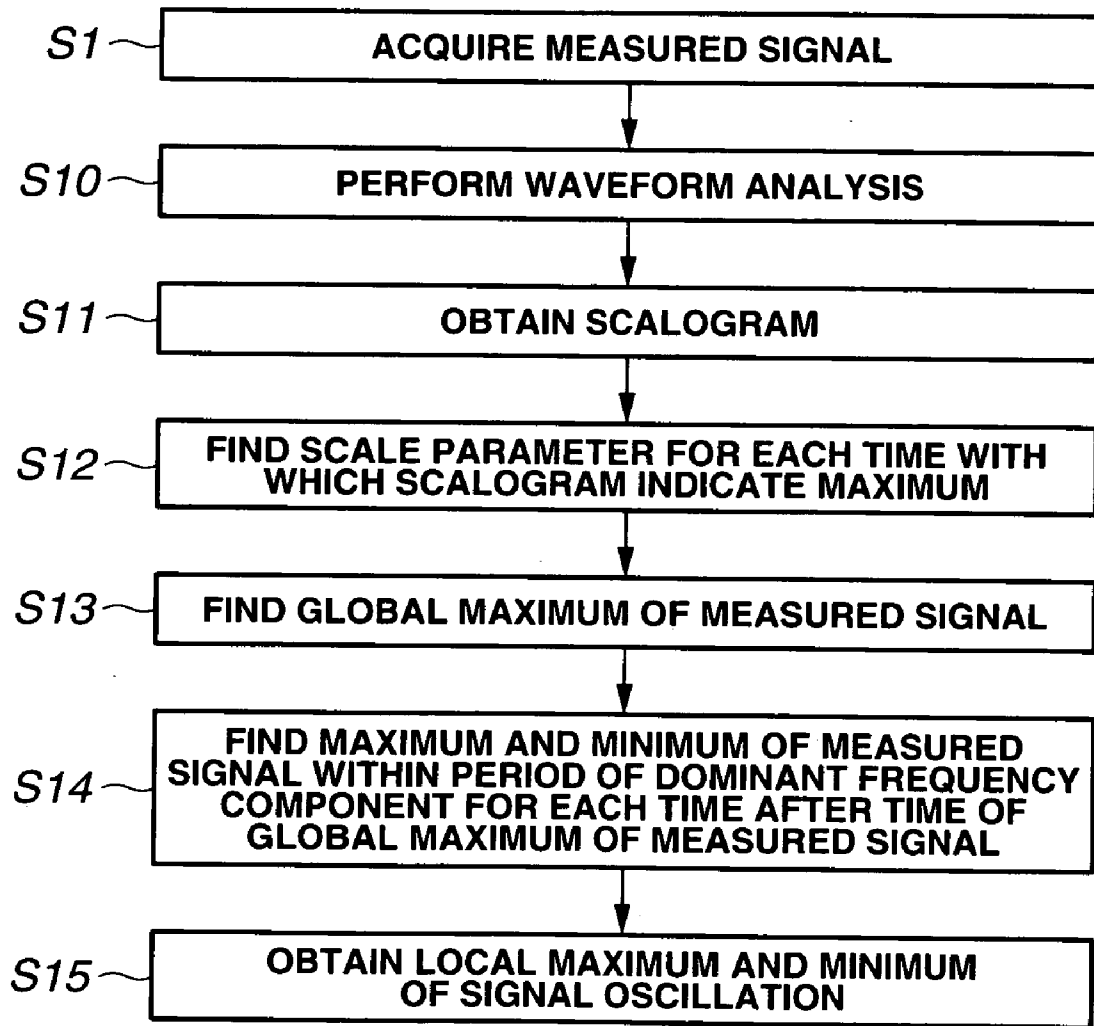 S1 ACQUIRE MEASURED SIGNAL
S10 PERFORM WAVEFORM ANALYSIS
S11 OBTAIN SCALOGRAM
S12 FIND SCALE PARAMETER FOR EACH TIME WITH
WHICH SCALOGRAM INDICATE MAXIMUM
S13 FIND GLOBAL MAXIMUM OF MEASURED SIGNAL
S14 FIND MAXIMUM AND MINIMUM OF MEASURED
SIGNAL WITHIN PERIOD OF DOMINANT FREQUENCY
COMPONENT FOR EACH TIME AFTER TIME OF
GLOBAL MAXIMUM OF MEASURED SIGNAL
S15 OBTAIN LOCAL MAXIMUM AND MINIMUM
OF SIGNAL OSCILLATION